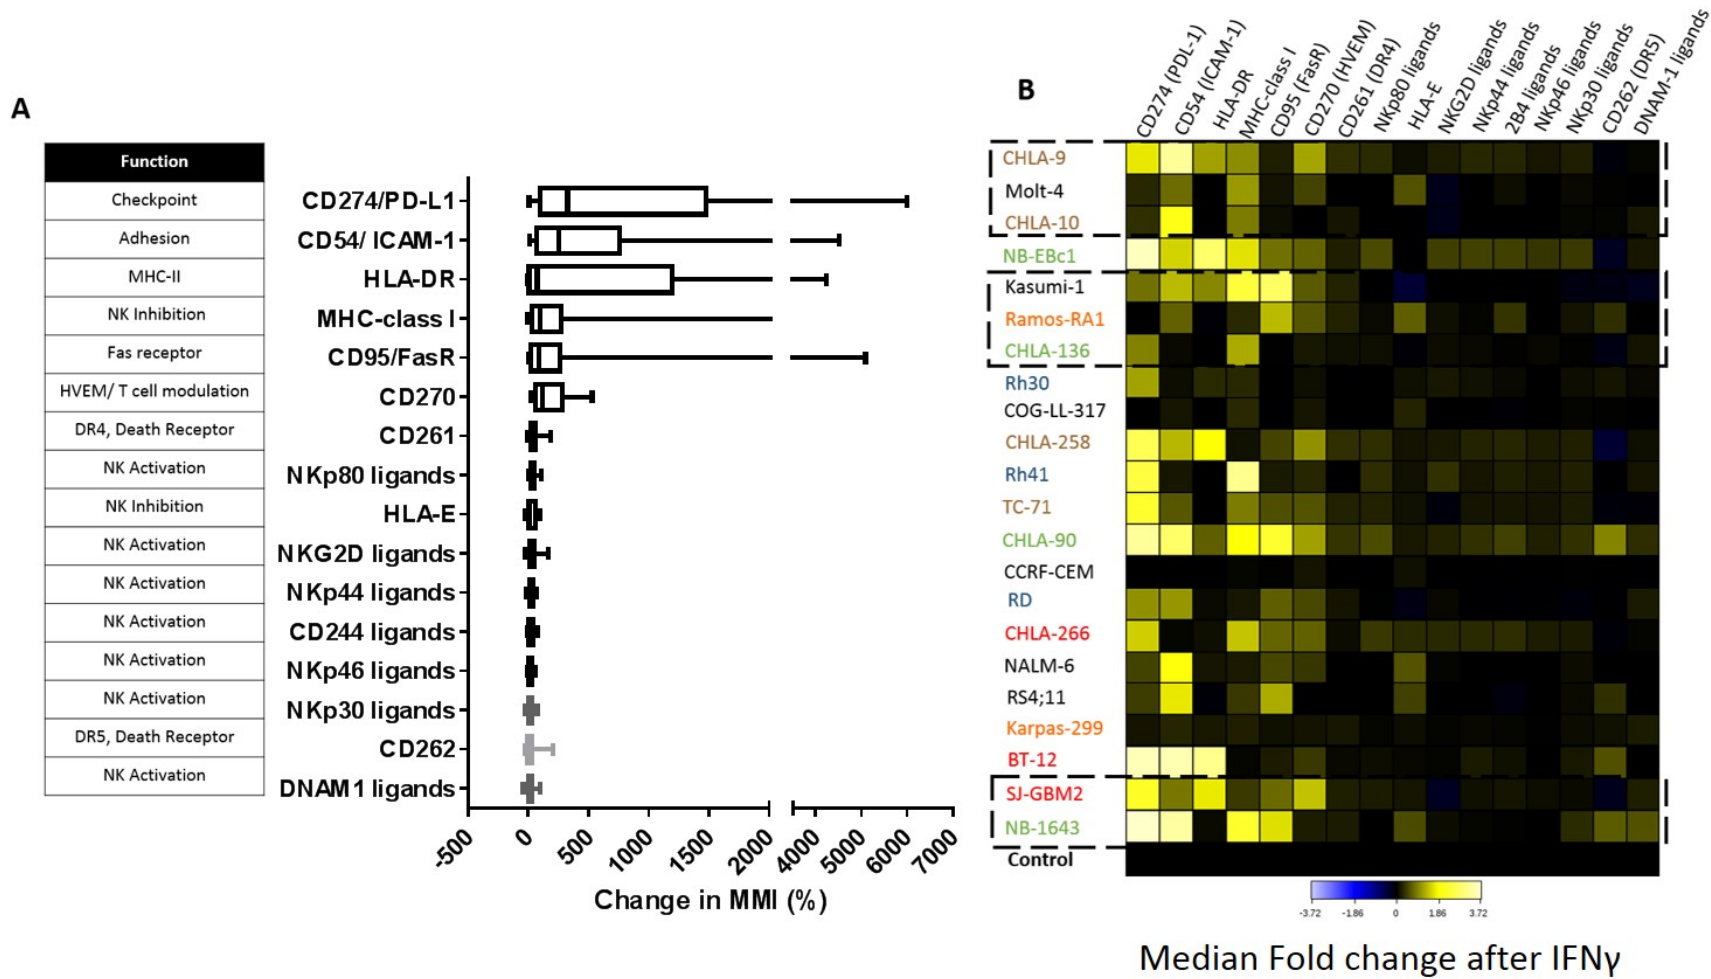 A
Function
Checkpoint
Adhesion
MHC-II
NK Inhibition
Fas receptor
HVEM/ T cell modulation
DR4, Death Receptor
NK Activation
NK Inhibition
NK Activation
NK Activation
NK Activation
NK Activation
NK Activation
DR5, Death Receptor
NK Activation
CD274/PD-L1
CD54/ ICAM-1
HLA-DR
MHC-class I
CD95/FasR
CD270
CD261
NKp80 ligands
HLA-E
NKG2D ligands
NKp44 ligands
CD244 ligands
NKp46 ligands
NKp30 ligands
CD262
DNAM1 ligands
-500 0 500 1000 1500 2000 4000 5000 6000 7000
Change in MMI (%)
B
CD274 (PDL-1)
CD54 (ICAM-1)
HLA-DR
MHC-class I
CD95 (FasR)
CD270 (HVEM)
CD261 (DR4)
NKp80 ligands
HLA-E
NKG2D ligands
NKp44 ligands
2B4 ligands
NKp46 ligands
NKp30 ligands
CD262 (DR5)
DNAM-1 ligands
CHLA-9
Molt-4
CHLA-10
NB-EBc1
Kasumi-1
Ramos-RA1
CHLA-136
Rh30
COG-LL-317
CHLA-258
Rh41
TC-71
CHLA-90
CCRF-CEM
RD
CHLA-266
NALM-6
RS4;11
Karpas-299
BT-12
SJ-GBM2
NB-1643
Control
-3.72 -1.86 0 1.86 3.72
Median Fold change after IFNγ